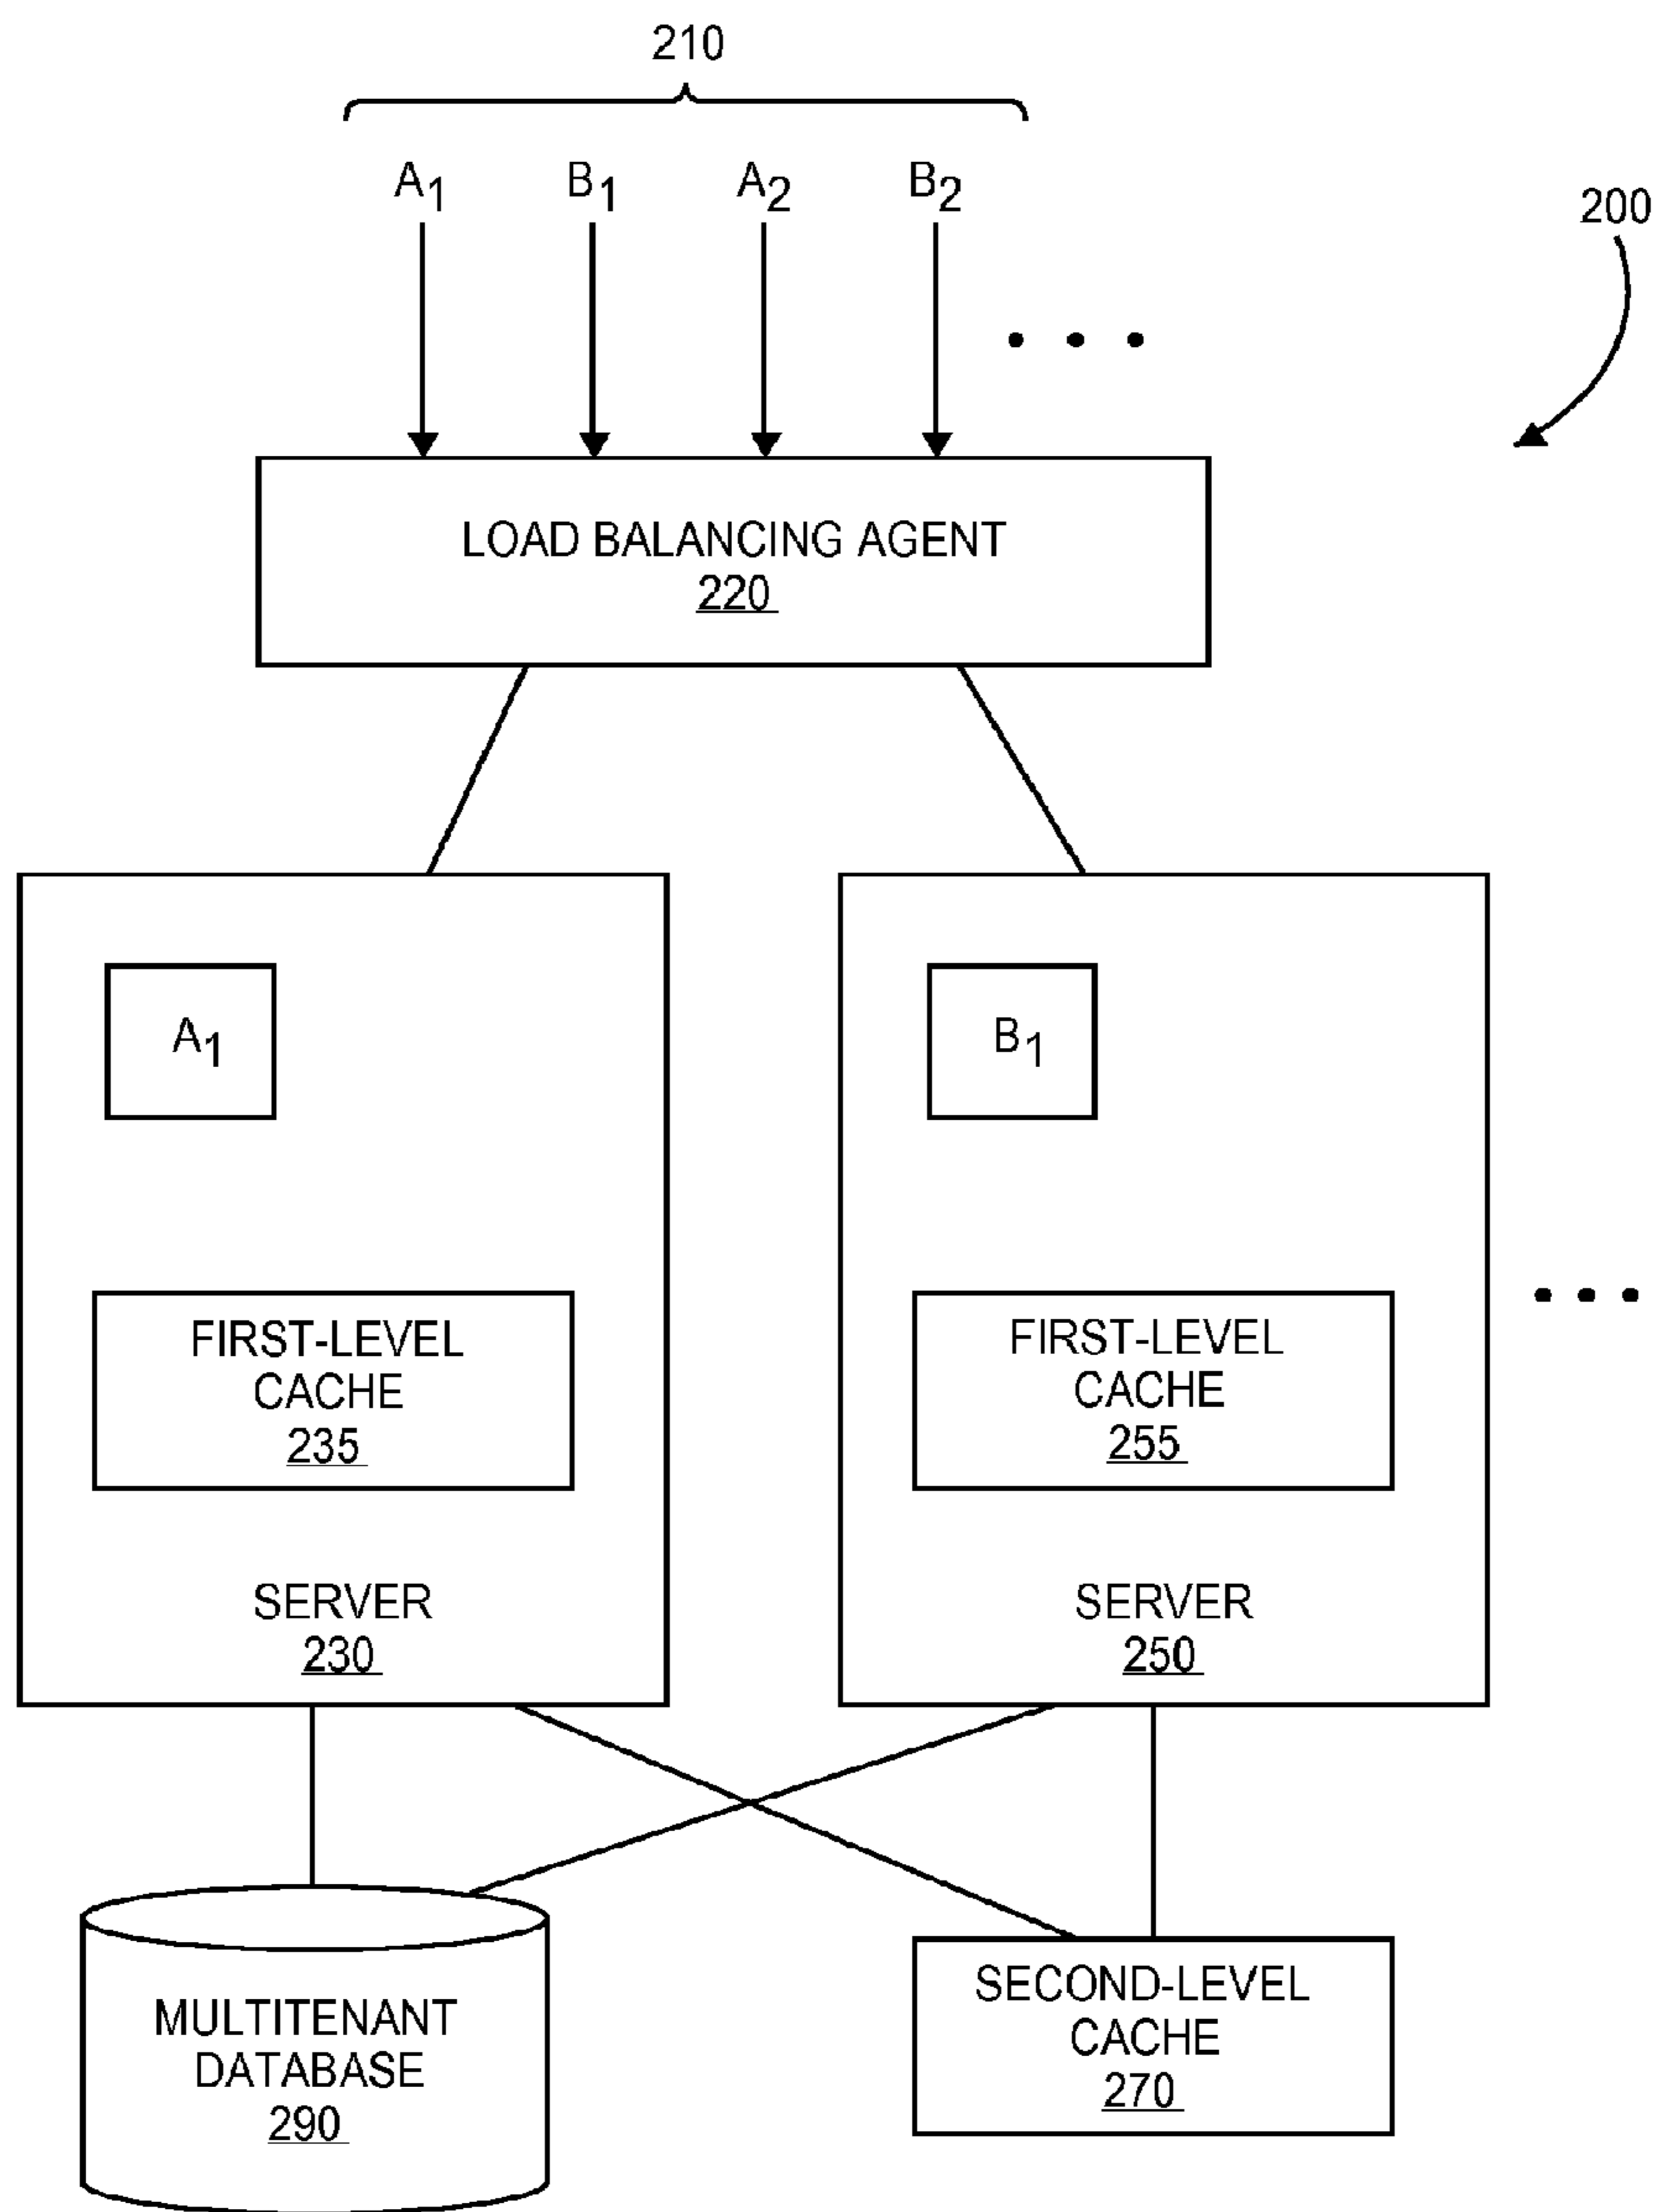 210
A1 B1 A2 B2
200
LOAD BALANCING AGENT
220
A1
B1
FIRST-LEVEL
CACHE
235
FIRST-LEVEL
CACHE
255
SERVER
230
SERVER
250
MULTITENANT
DATABASE
290
SECOND-LEVEL
CACHE
270